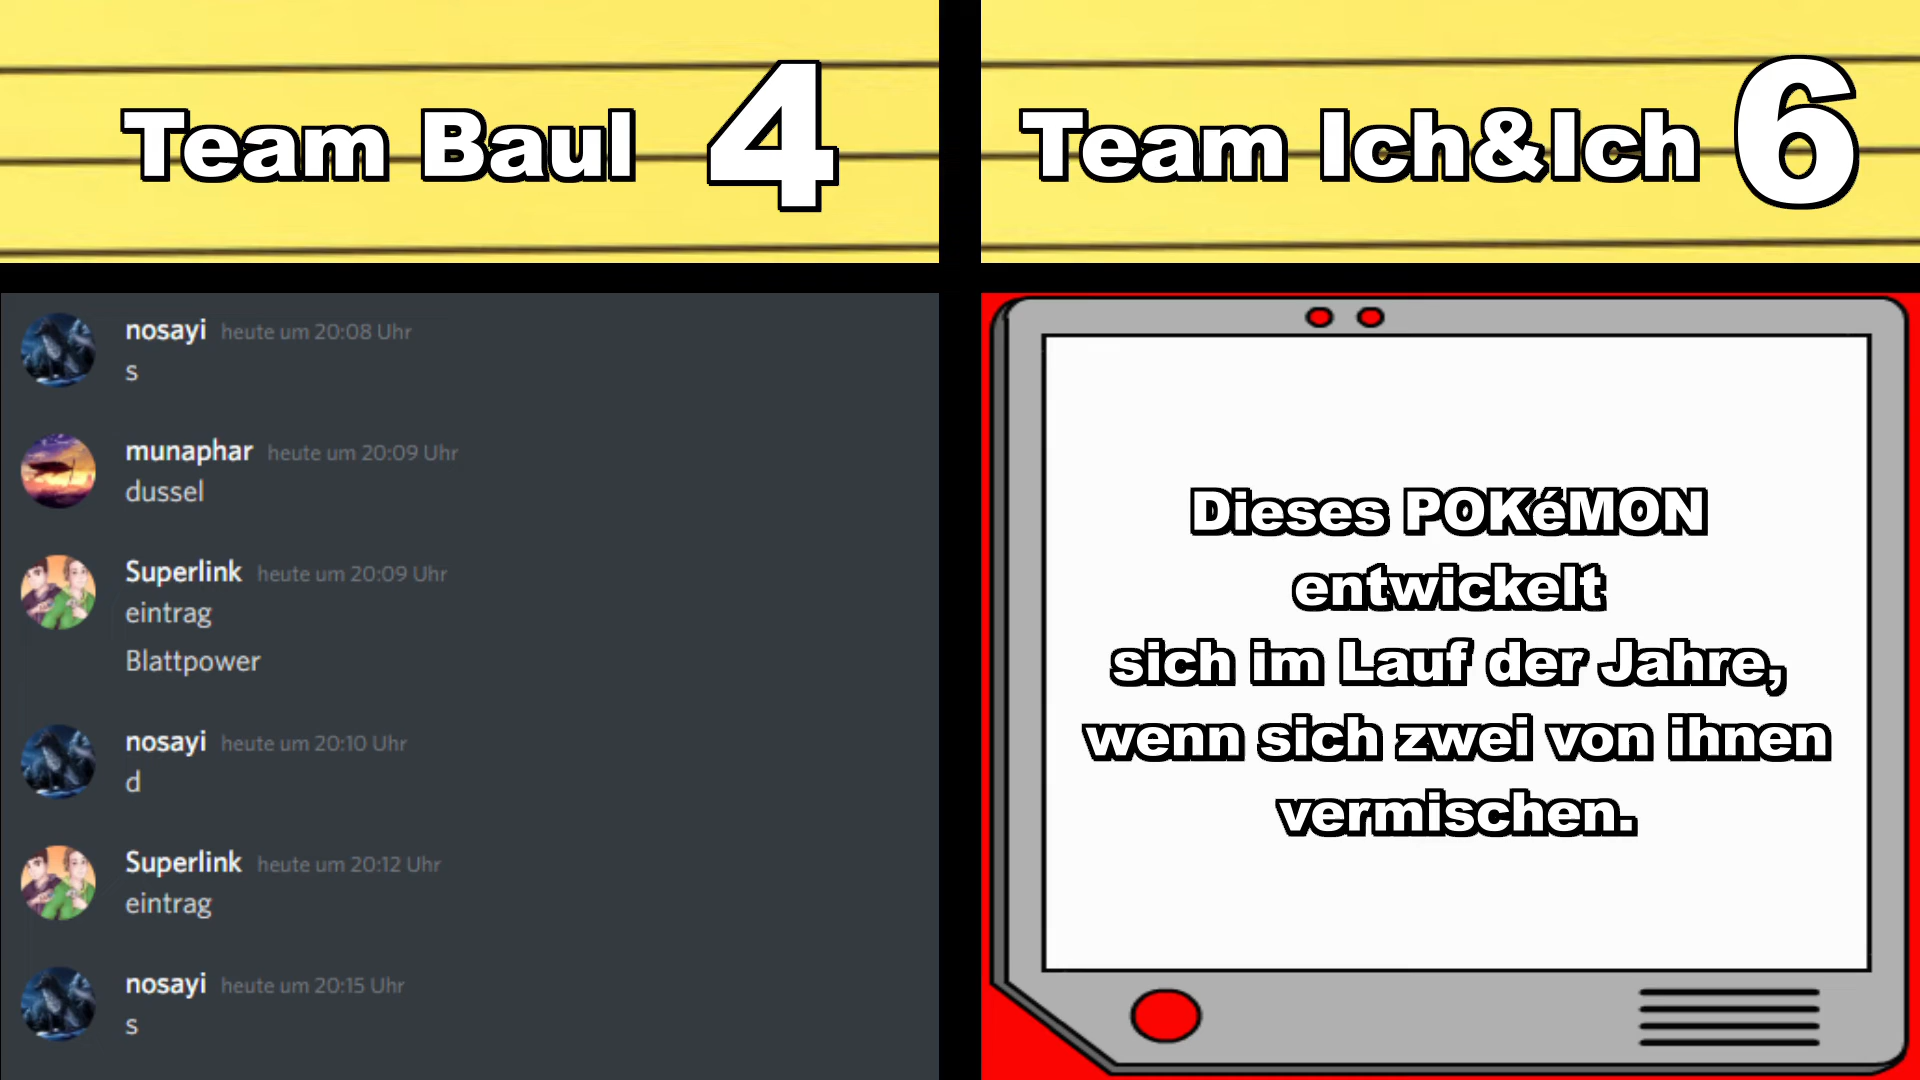 Team Baul 4
Team Ich&Ich 6
nosayi heute um 20:08 Uhr
s
munaphar heute um 20:09 Uhr
dussel
Superlink heute um 20:09 Uhr
eintrag
Blattpower
nosayi heute um 20:10 Uhr
d
Superlink heute um 20:12 Uhr
eintrag
nosayi heute um 20:15 Uhr
s
Dieses POKéMON
entwickelt
sich im Lauf der Jahre,
wenn sich zwei von ihnen
vermischen.